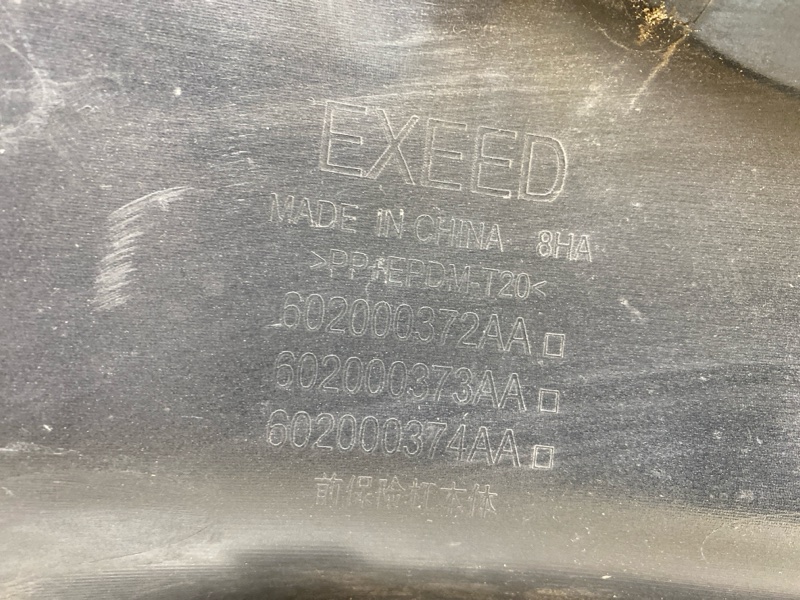 EXEED
MADE IN CHINA 8HA
>PP+EPDM-T20<
602000372AA
602000373AA
602000374AA
前保险杠本体